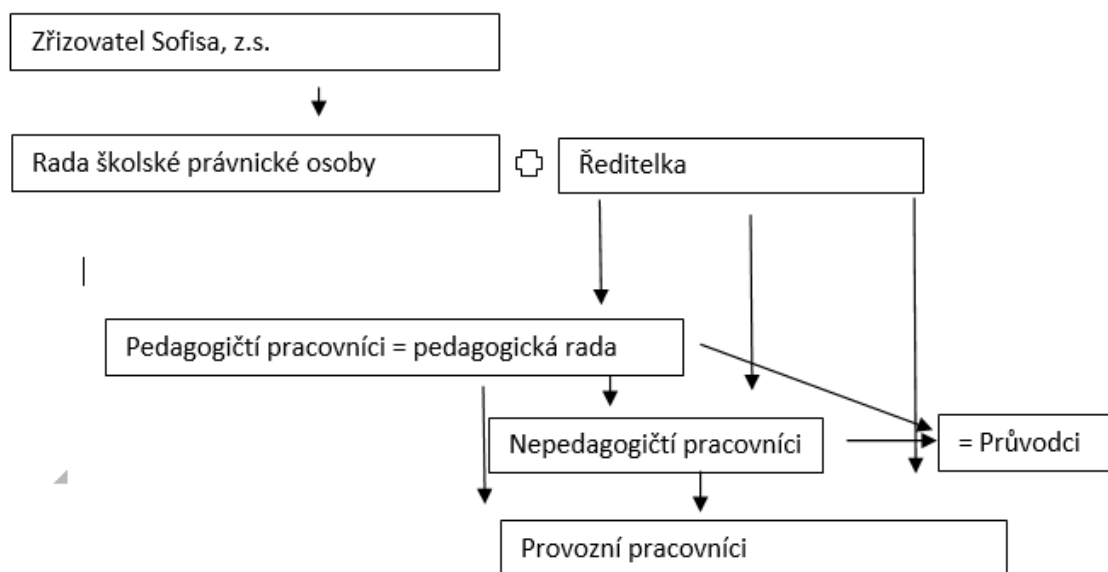 Zřizovatel Sofisa, z.s.
Rada školské právnické osoby
Ředitelka
Pedagogičtí pracovníci = pedagogická rada
Nepedagogičtí pracovníci
= Průvodci
Provozní pracovníci